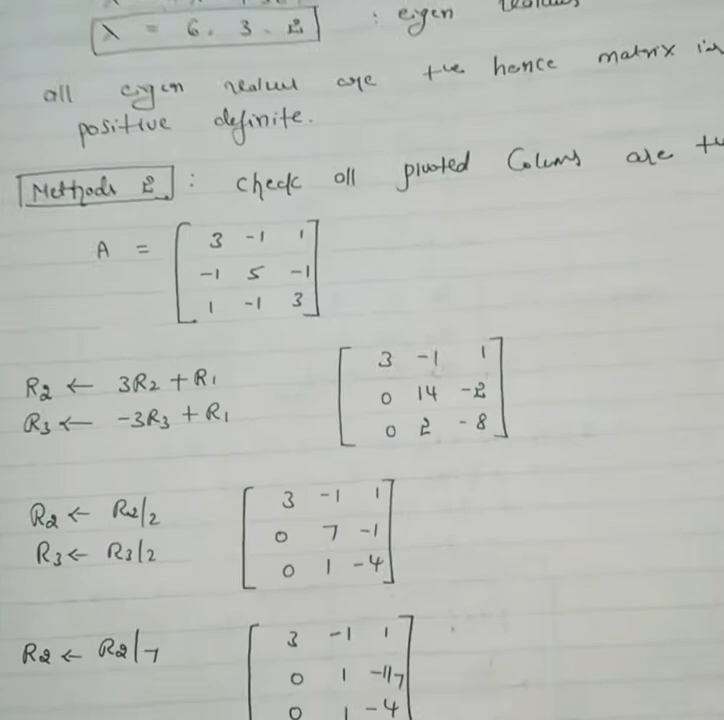 λ = 6, 3, 2 : eigen
all eigen values are +ve hence matrix is
positive definite.
Methods 2 : check all pivoted Colums are +v
A = [ 3 -1 1
-1 5 -1
1 -1 3 ]
R2 ← 3R2 + R1
R3 ← -3R3 + R1
[ 3 -1 1
0 14 -2
0 2 -8 ]
R2 ← R2/2
R3 ← R3/2
[ 3 -1 1
0 7 -1
0 1 -4 ]
R2 ← R2/7
[ 3 -1 1
0 1 -1/7
0 1 -4